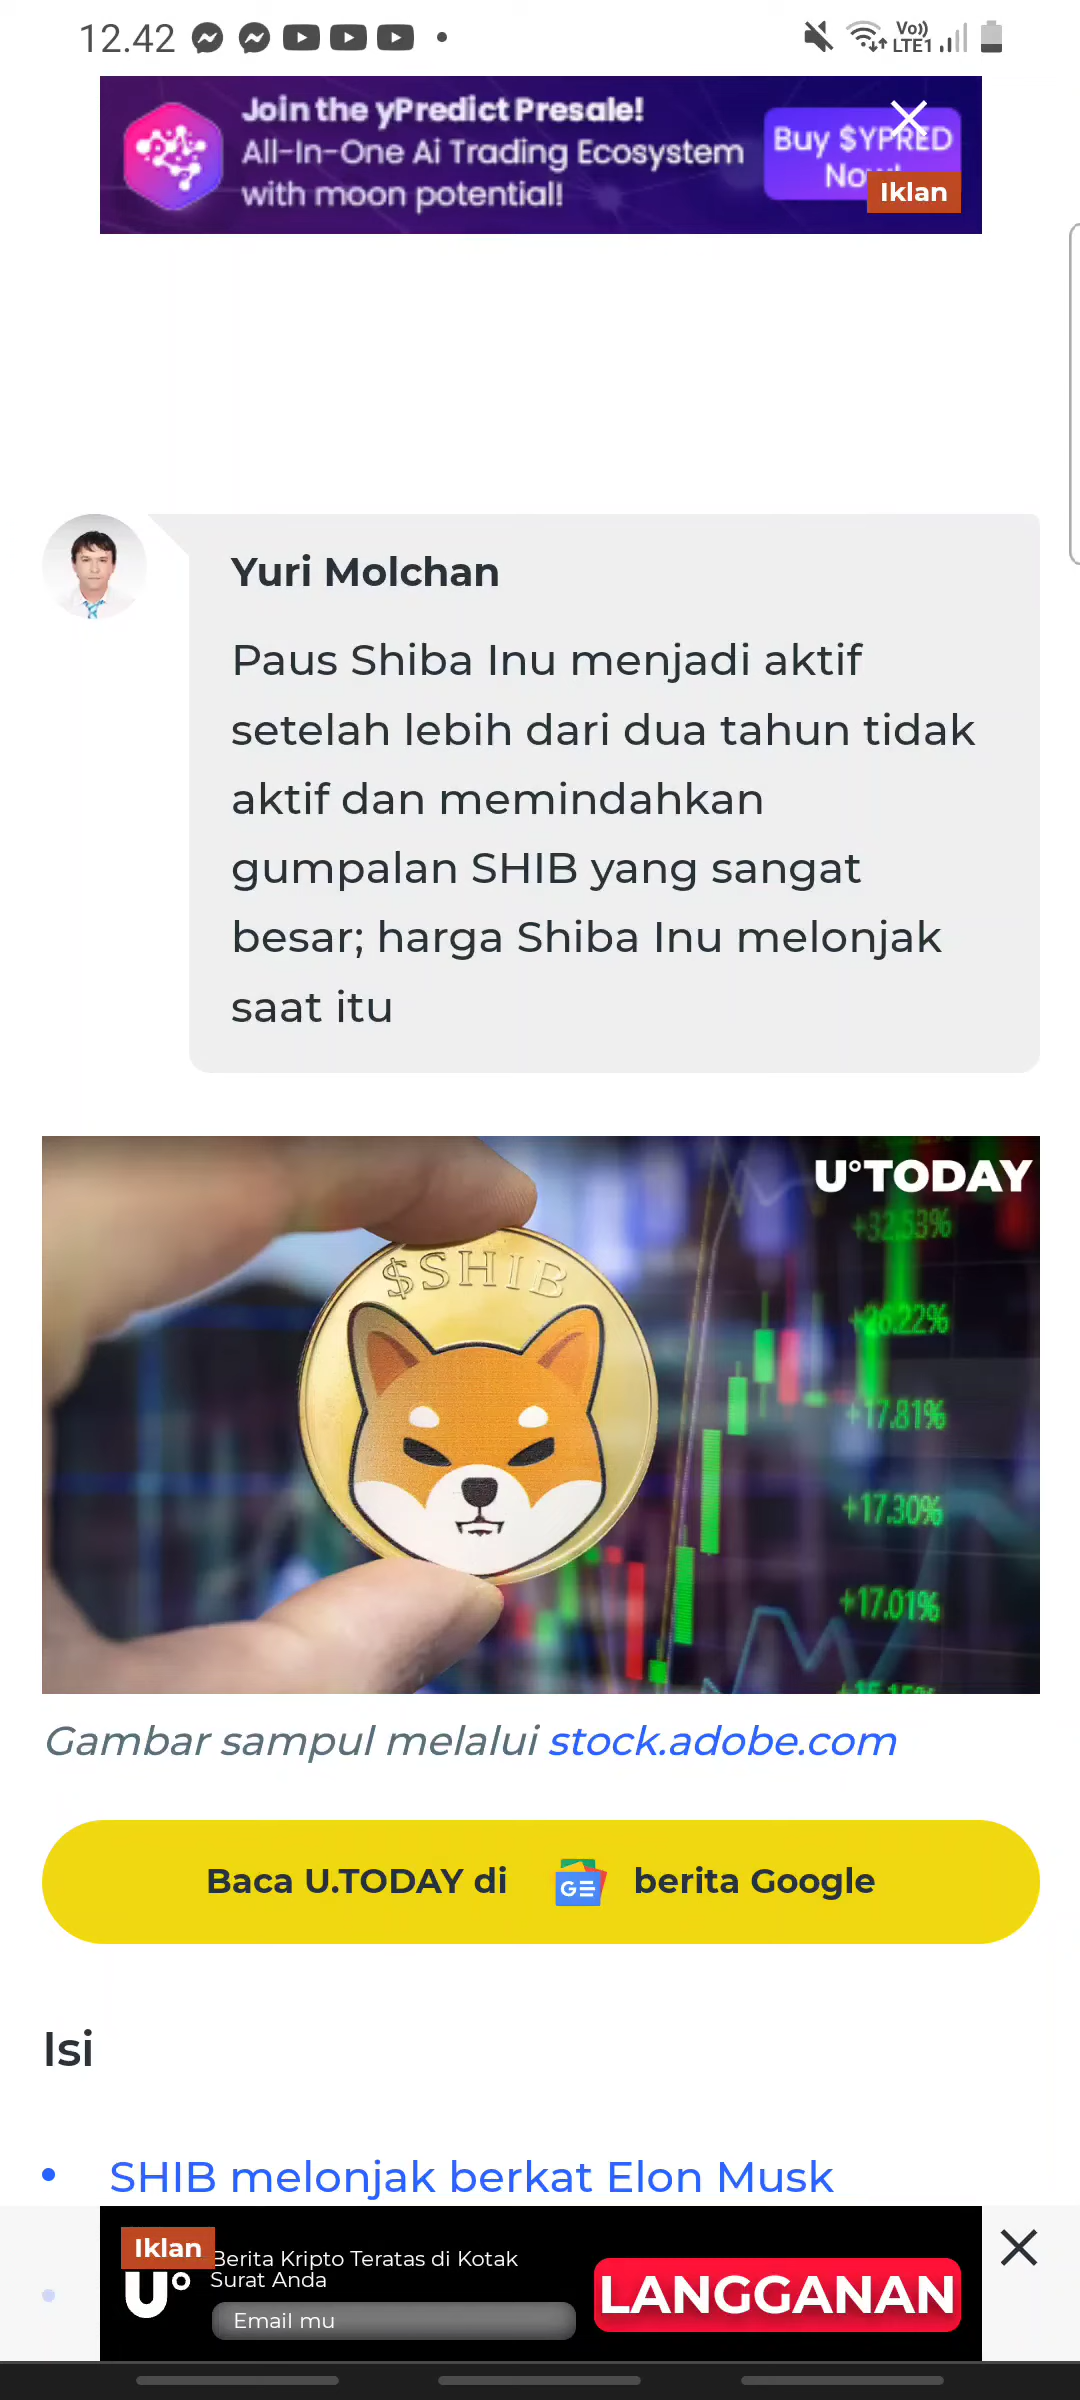 12.42
Vo))
LTE1
Join the yPredict Presale!
All-In-One Ai Trading Ecosystem
with moon potential!
Buy $YPRED
Iklan
Yuri Molchan
Paus Shiba Inu menjadi aktif
setelah lebih dari dua tahun tidak
aktif dan memindahkan
gumpalan SHIB yang sangat
besar; harga Shiba Inu melonjak
saat itu
U°TODAY
$SHIB
+32.53%
+26.22%
+17.81%
+17.30%
+17.01%
Gambar sampul melalui stock.adobe.com
Baca U.TODAY di GE berita Google
Isi
• SHIB melonjak berkat Elon Musk
Iklan
Berita Kripto Teratas di Kotak
Surat Anda
U°
Email mu
LANGGANAN